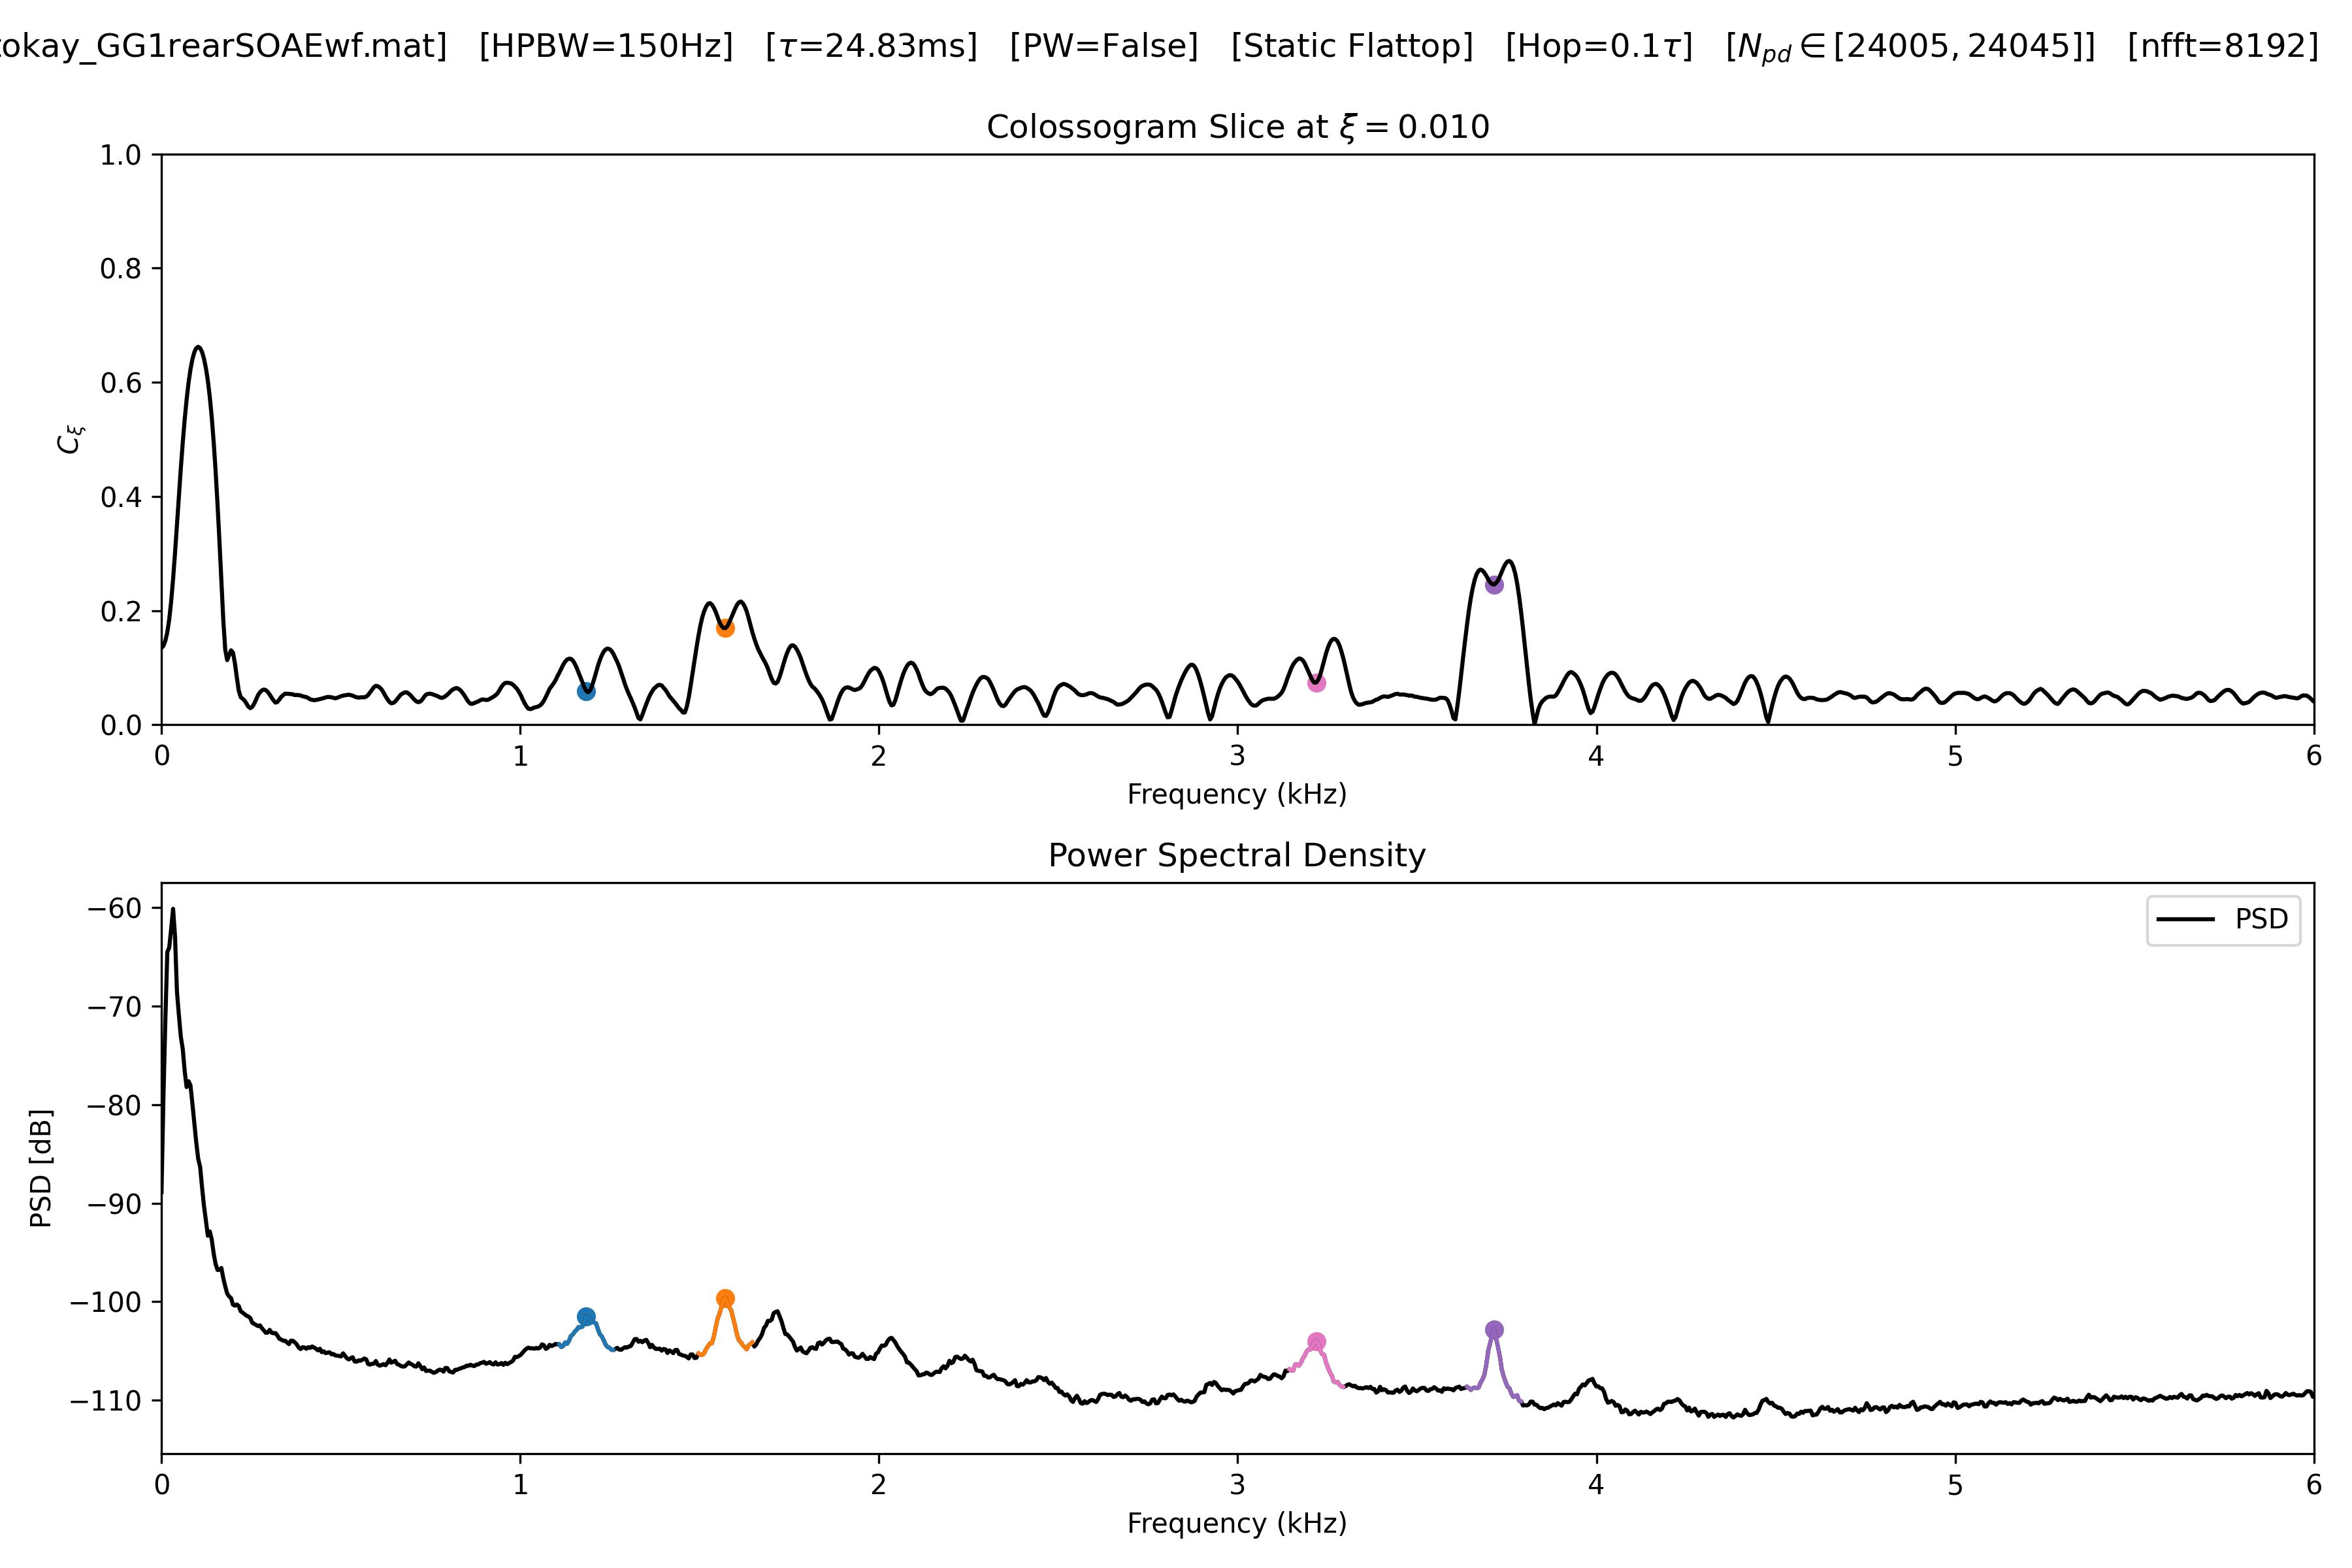 okay_GG1rearSOAEwf.mat] [HPBW=150Hz] [τ=24.83ms] [PW=False] [Static Flattop] [Hop=0.1τ] [N_pd ∈ [24005, 24045]] [nfft=8192]
Colossogram Slice at ξ = 0.010
1.0
0.8
0.6
0.4
0.2
0.0
C_ξ
0 1 2 3 4 5 6
Frequency (kHz)
Power Spectral Density
PSD
−60
−70
−80
−90
−100
−110
PSD [dB]
0 1 2 3 4 5 6
Frequency (kHz)